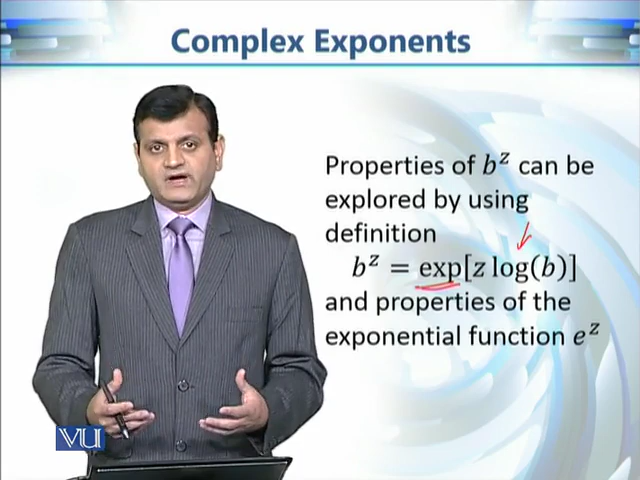 Complex Exponents
Properties of b^z can be
explored by using
definition
b^z = exp[z log(b)]
and properties of the
exponential function e^z
VU